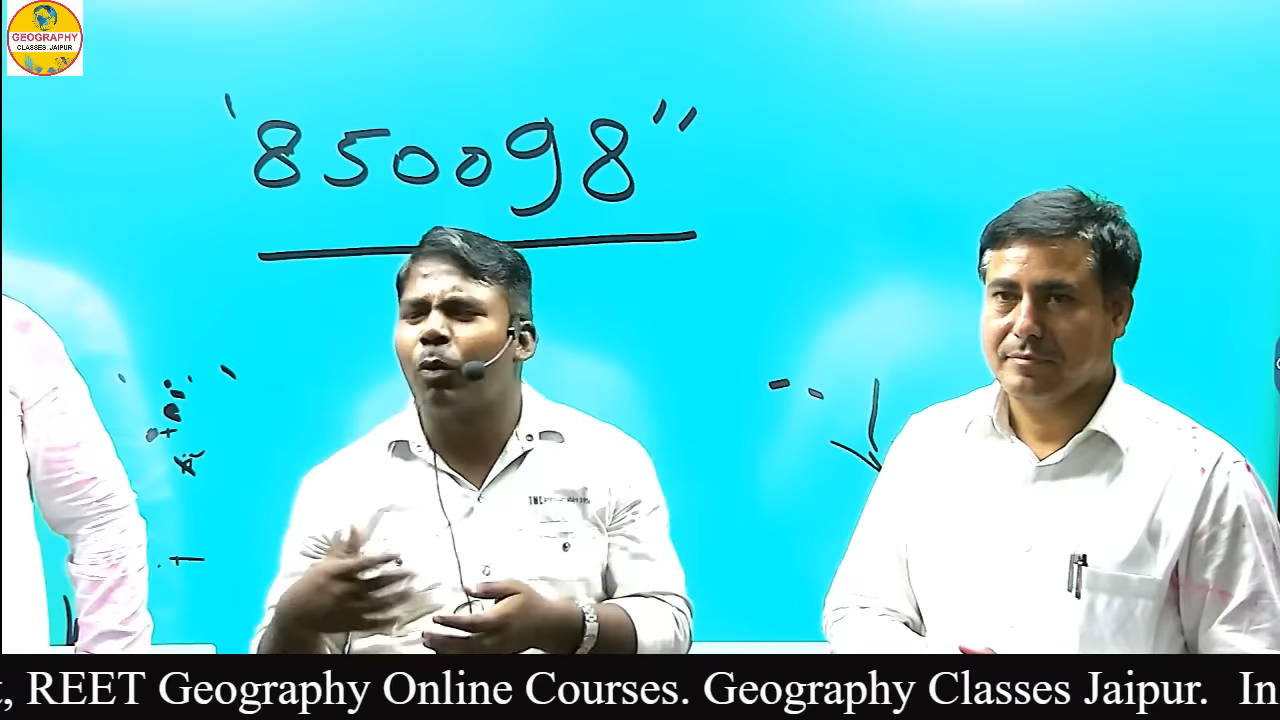 GEOGRAPHY
CLASSES JAIPUR
'850098"
, REET Geography Online Courses. Geography Classes Jaipur. In